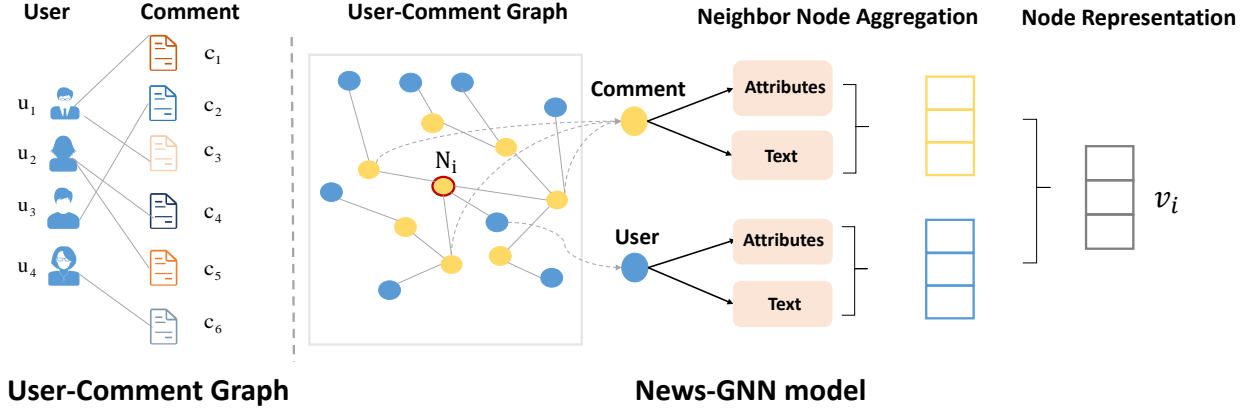 User
Comment
u1
u2
u3
u4
c1
c2
c3
c4
c5
c6
User-Comment Graph
User-Comment Graph
Ni
Neighbor Node Aggregation
Comment
Attributes
Text
User
Attributes
Text
Node Representation
vi
News-GNN model